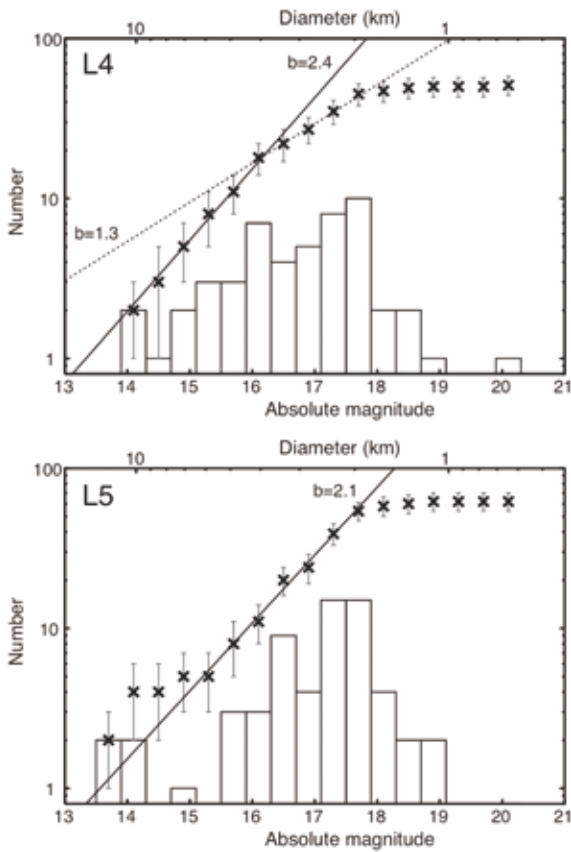 Diameter (km)
10 1
100
L4
b=2.4
10
b=1.3
1
Number
13 14 15 16 17 18 19 20 21
Absolute magnitude
Diameter (km)
10 1
100
L5
b=2.1
10
1
Number
13 14 15 16 17 18 19 20 21
Absolute magnitude